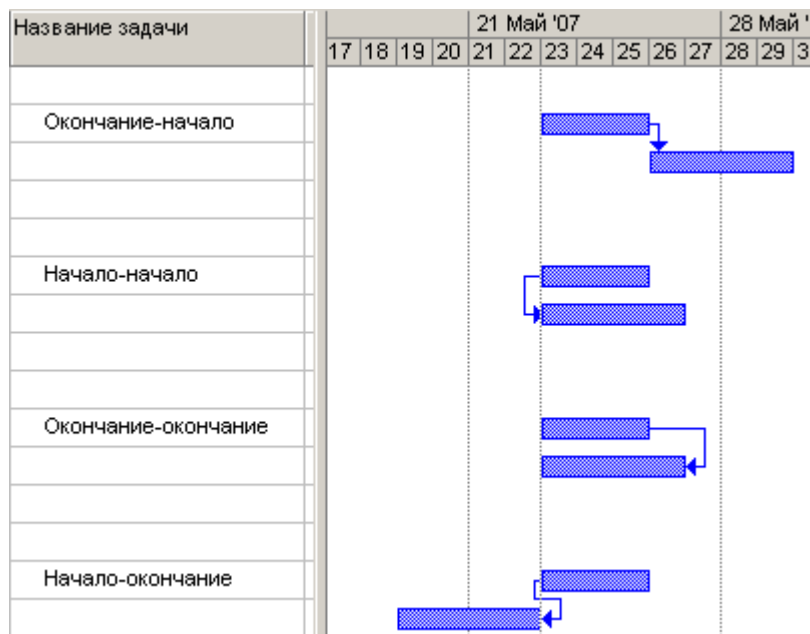 Название задачи
21 Май '07
28 Май '
17 18 19 20 21 22 23 24 25 26 27 28 29 3
Окончание-начало
Начало-начало
Окончание-окончание
Начало-окончание